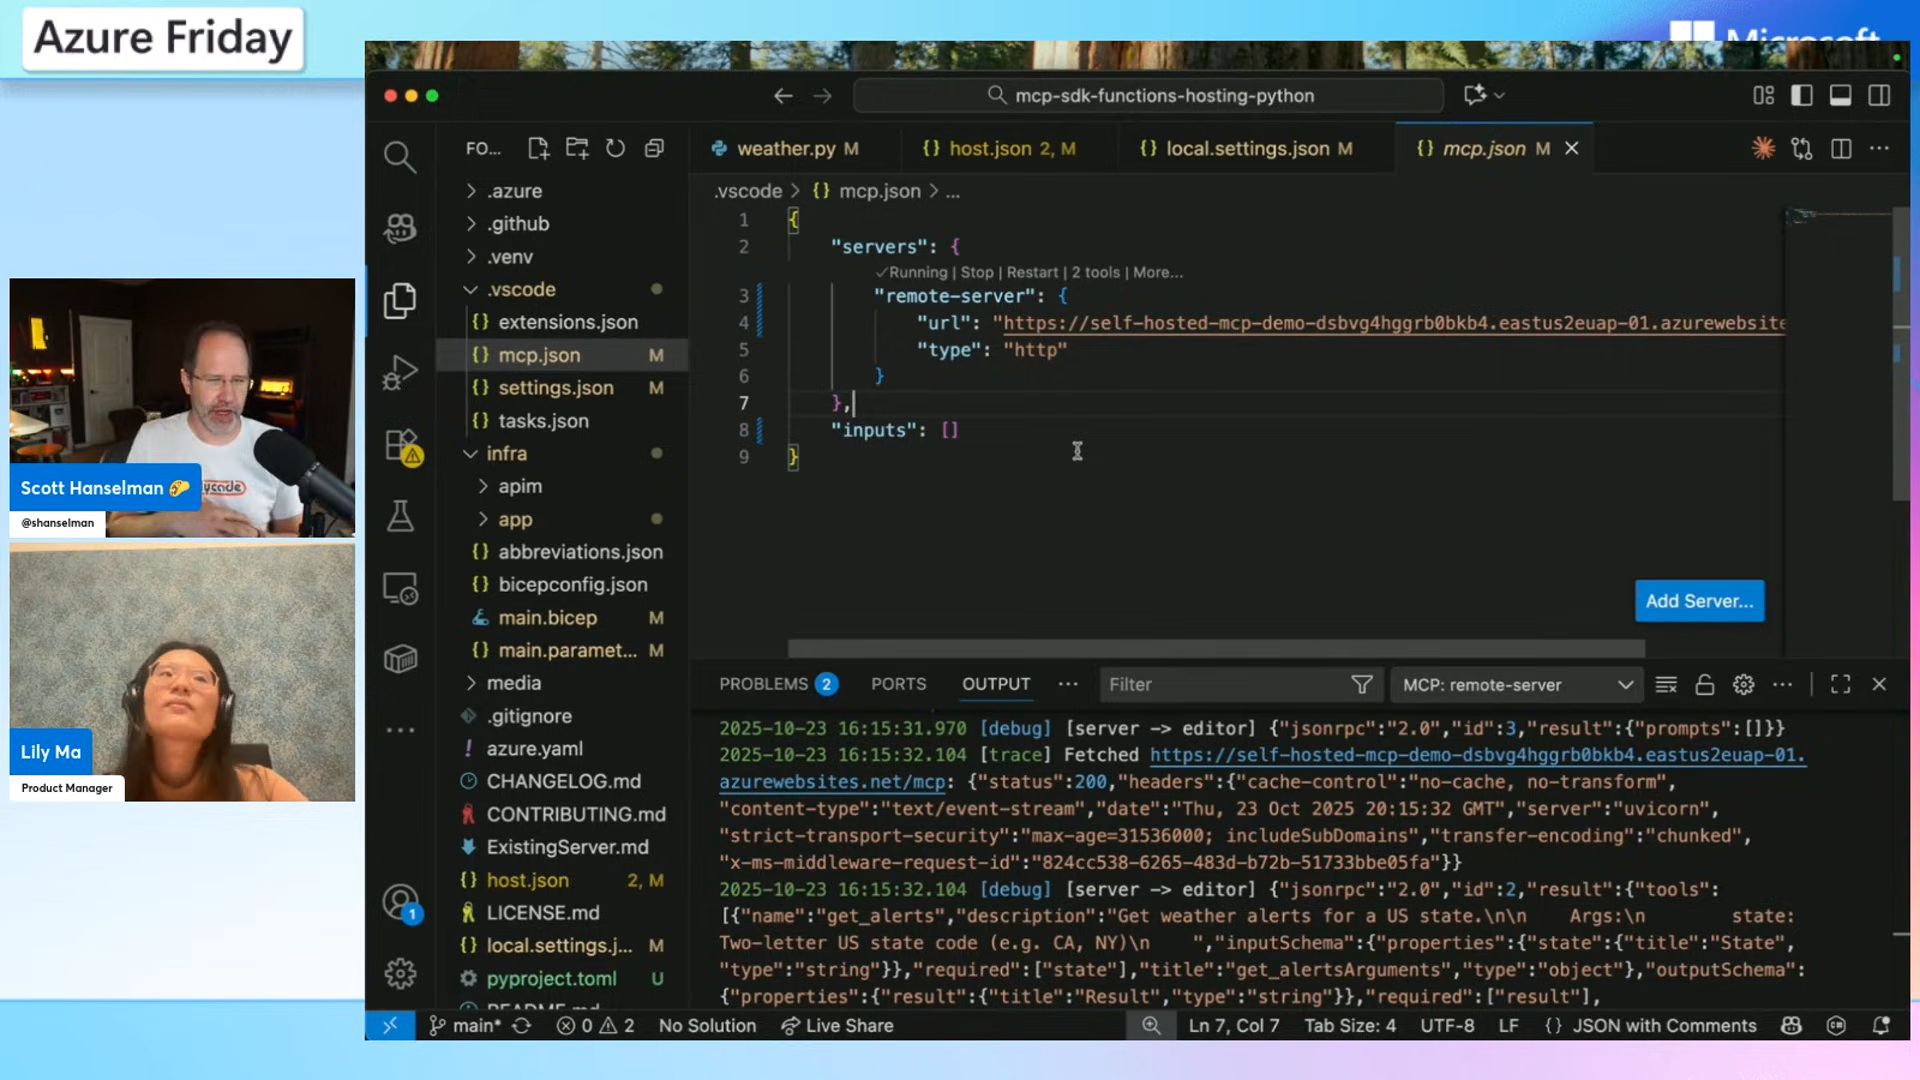 Azure Friday
Microsoft
mcp-sdk-functions-hosting-python
FO...
weather.py M
host.json 2, M
local.settings.json M
mcp.json M
.vscode > {} mcp.json > ...
.azure
.github
.venv
.vscode
extensions.json
mcp.json M
settings.json M
tasks.json
infra
apim
app
abbreviations.json
bicepconfig.json
main.bicep M
main.paramet... M
media
.gitignore
azure.yaml
CHANGELOG.md
CONTRIBUTING.md
ExistingServer.md
host.json 2, M
LICENSE.md
local.settings.j... M
pyproject.toml U
README.md
1 {
2 "servers": {
✓Running | Stop | Restart | 2 tools | More...
3 "remote-server": {
4 "url": "https://self-hosted-mcp-demo-dsbvg4hggrb0bkb4.eastus2euap-01.azurewebsite
5 "type": "http"
6 }
7 },
8 "inputs": []
9 }
Add Server...
PROBLEMS 2 PORTS OUTPUT ... Filter MCP: remote-server
2025-10-23 16:15:31.970 [debug] [server -> editor] {"jsonrpc":"2.0","id":3,"result":{"prompts":[]}}
2025-10-23 16:15:32.104 [trace] Fetched https://self-hosted-mcp-demo-dsbvg4hggrb0bkb4.eastus2euap-01.
azurewebsites.net/mcp: {"status":200,"headers":{"cache-control":"no-cache, no-transform",
"content-type":"text/event-stream","date":"Thu, 23 Oct 2025 20:15:32 GMT","server":"uvicorn",
"strict-transport-security":"max-age=31536000; includeSubDomains","transfer-encoding":"chunked",
"x-ms-middleware-request-id":"824cc538-6265-483d-b72b-51733bbe05fa"}}
2025-10-23 16:15:32.104 [debug] [server -> editor] {"jsonrpc":"2.0","id":2,"result":{"tools":
[{"name":"get_alerts","description":"Get weather alerts for a US state.\n\n Args:\n state:
Two-letter US state code (e.g. CA, NY)\n ","inputSchema":{"properties":{"state":{"title":"State",
"type":"string"}},"required":["state"],"title":"get_alertsArguments","type":"object"},"outputSchema":
{"properties":{"result":{"title":"Result","type":"string"}},"required":["result"],
main* 0 2 No Solution Live Share Ln 7, Col 7 Tab Size: 4 UTF-8 LF {} JSON with Comments
1
Scott Hanselman
@shanselman
Lily Ma
Product Manager